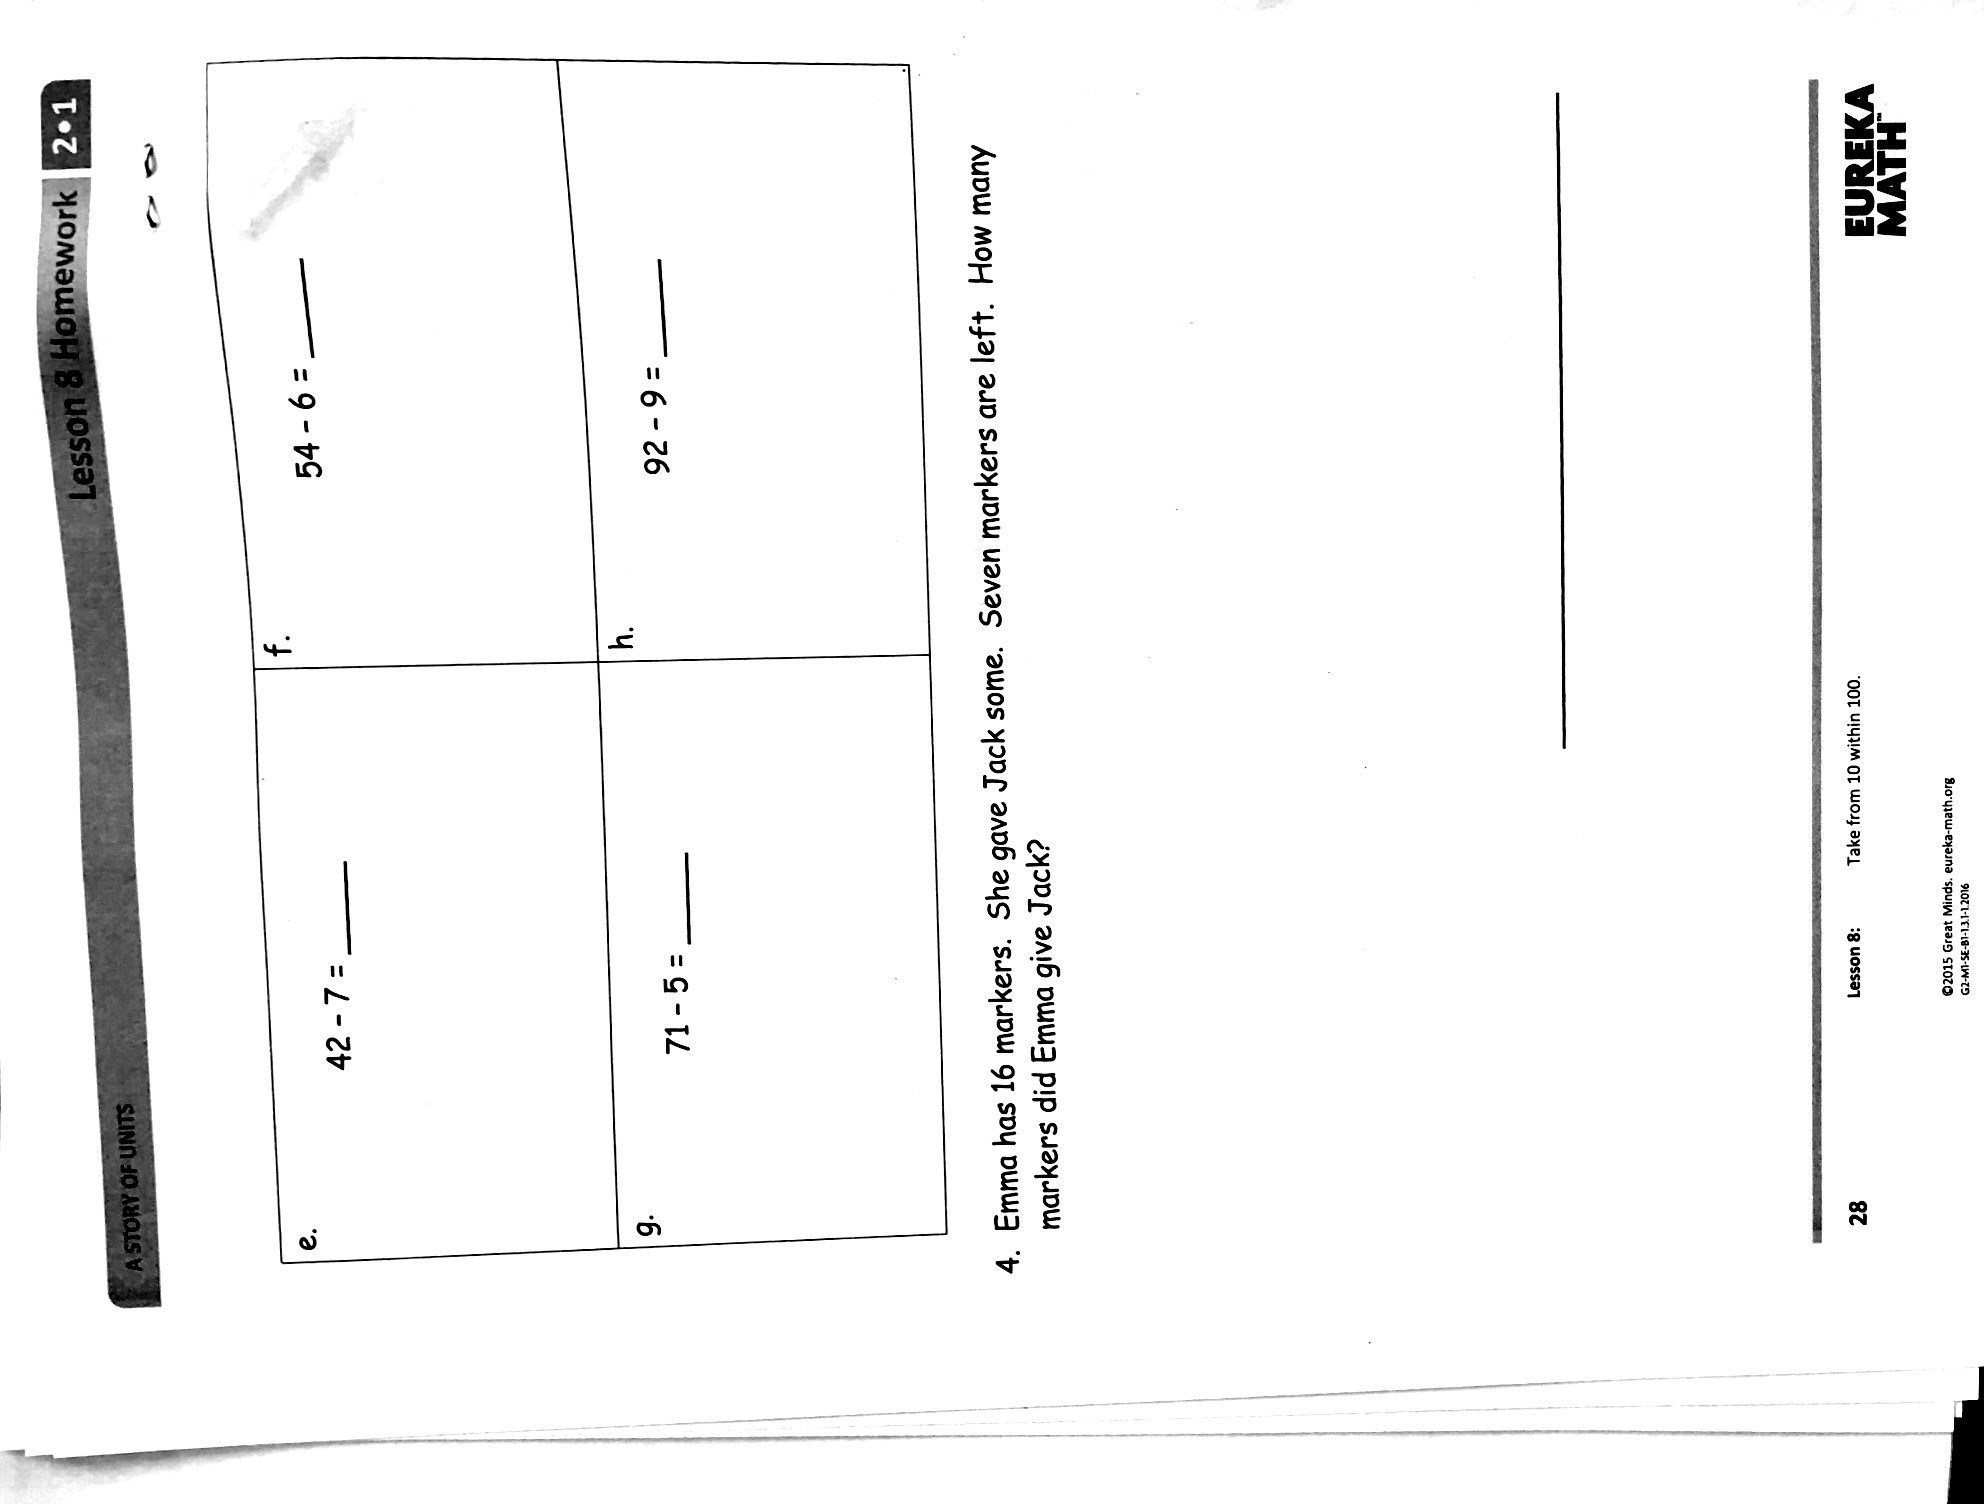 A STORY OF UNITS
Lesson 8 Homework 2•1
e.
42 - 7 = ____
f.
54 - 6 = ____
g.
71 - 5 = ____
h.
92 - 9 = ____
4. Emma has 16 markers. She gave Jack some. Seven markers are left. How many
markers did Emma give Jack?
28
Lesson 8: Take from 10 within 100.
EUREKA
MATH™
©2015 Great Minds. eureka-math.org
G2-M1-SE-B1-1.3.1-1.2016